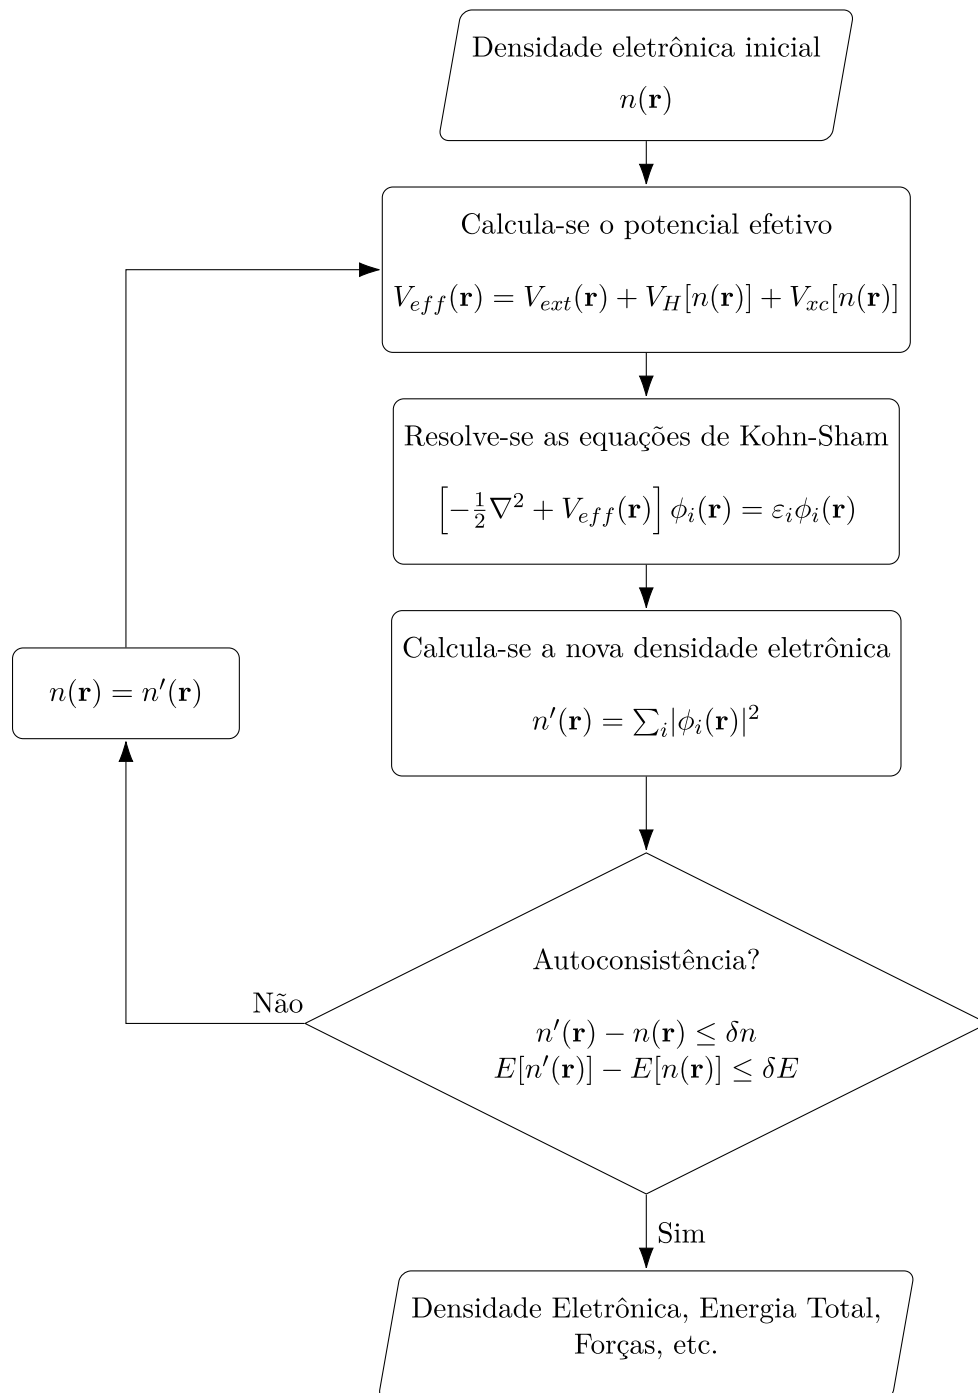 Densidade eletrônica inicial
n(𝐫)
Calcula-se o potencial efetivo
V_{eff}(𝐫) = V_{ext}(𝐫) + V_H[n(𝐫)] + V_{xc}[n(𝐫)]
Resolve-se as equações de Kohn-Sham
[−½∇² + V_{eff}(𝐫)] ϕ_i(𝐫) = ε_iϕ_i(𝐫)
Calcula-se a nova densidade eletrônica
n′(𝐫) = ∑_i|ϕ_i(𝐫)|²
n(𝐫) = n′(𝐫)
Autoconsistência?
n′(𝐫) − n(𝐫) ≤ δn
E[n′(𝐫)] − E[n(𝐫)] ≤ δE
Não
Sim
Densidade Eletrônica, Energia Total,
Forças, etc.